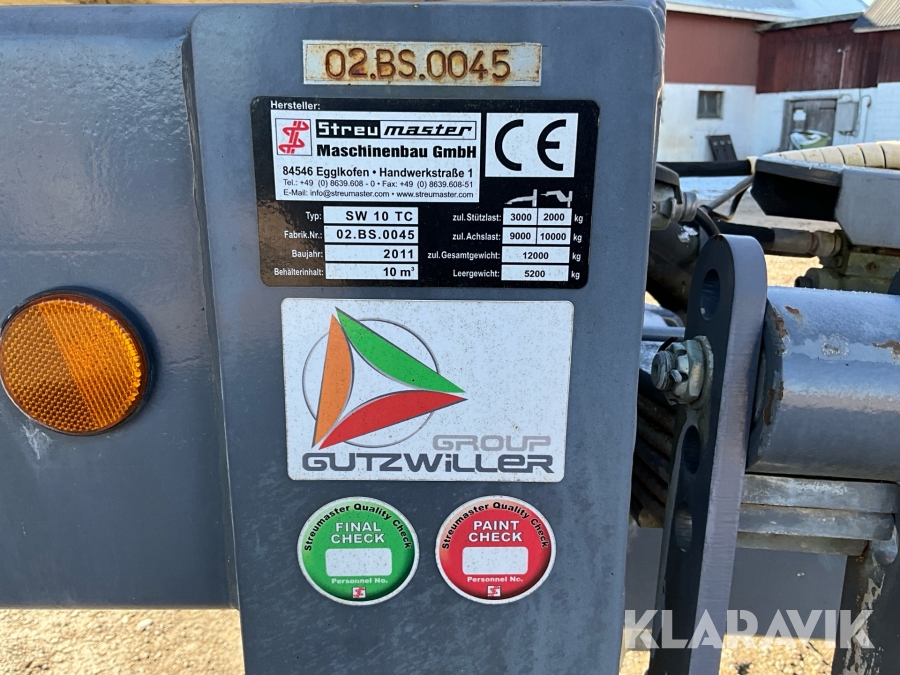 02.BS.0045
Hersteller:
Streumaster
Maschinenbau GmbH
84546 Egglkofen • Handwerkstraße 1
Tel.: +49 (0) 8639.608 - 0 • Fax: +49 (0) 8639.608-51
E-Mail: info@streumaster.com • www.streumaster.com
CE
Typ: SW 10 TC
Fabrik.Nr.: 02.BS.0045
Baujahr: 2011
Behälterinhalt: 10 m³
zul.Stützlast: 3000 2000 kg
zul.Achslast: 9000 10000 kg
zul.Gesamtgewicht: 12000 kg
Leergewicht: 5200 kg
GROUP
GUTZWILLER
Streumaster Quality Check
FINAL
CHECK
Personnel No.
Streumaster Quality Check
PAINT
CHECK
Personnel No.
KLARAVIK